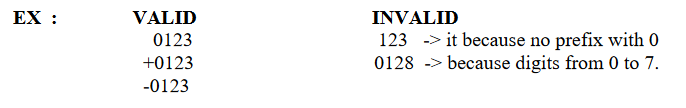 EX : VALID INVALID
0123 123 -> it because no prefix with 0
+0123 0128 -> because digits from 0 to 7.
-0123